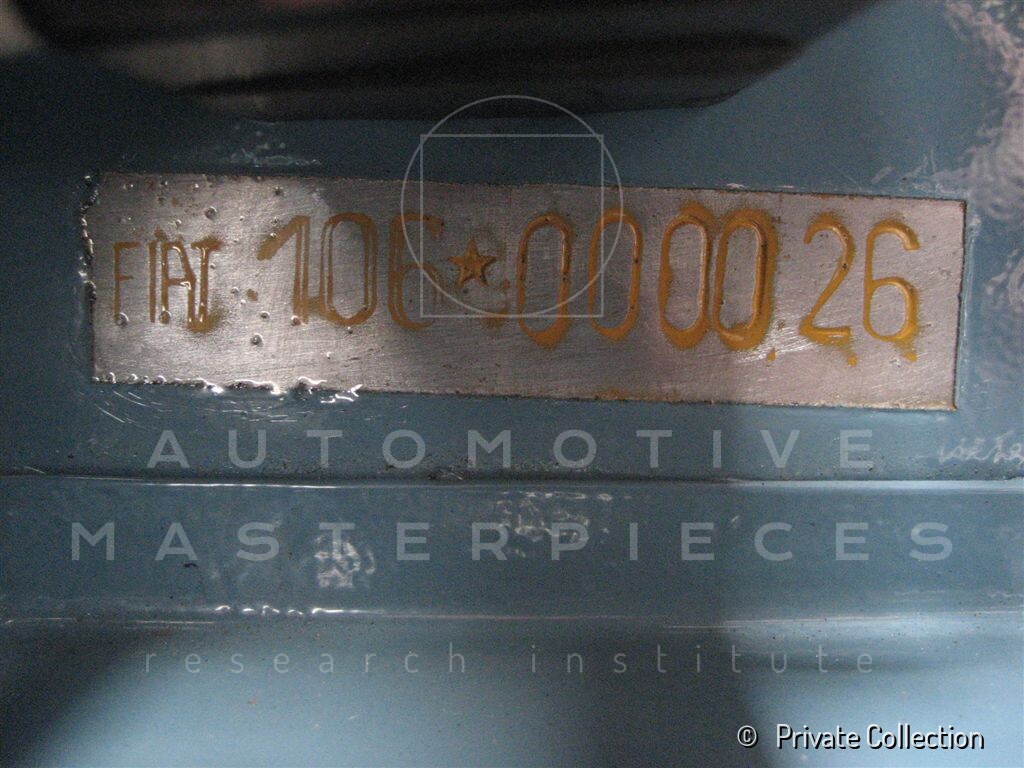 FIAT 106★000026
AUTOMOTIVE
MASTERPIECES
research institute
© Private Collection